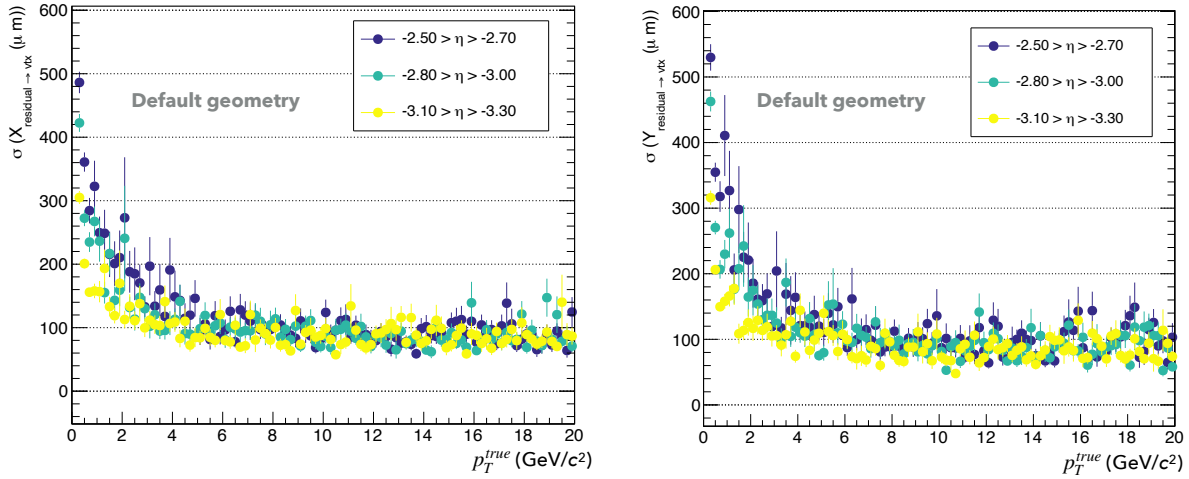 600
500
400
300
200
100
0
σ (X residual → vtx (μ m)
-2.50 > η > -2.70
-2.80 > η > -3.00
-3.10 > η > -3.30
Default geometry
0 2 4 6 8 10 12 14 16 18 20
p_T^true (GeV/c²)
600
500
400
300
200
100
0
σ (Y residual → vtx (μ m)
-2.50 > η > -2.70
-2.80 > η > -3.00
-3.10 > η > -3.30
Default geometry
0 2 4 6 8 10 12 14 16 18 20
p_T^true (GeV/c²)